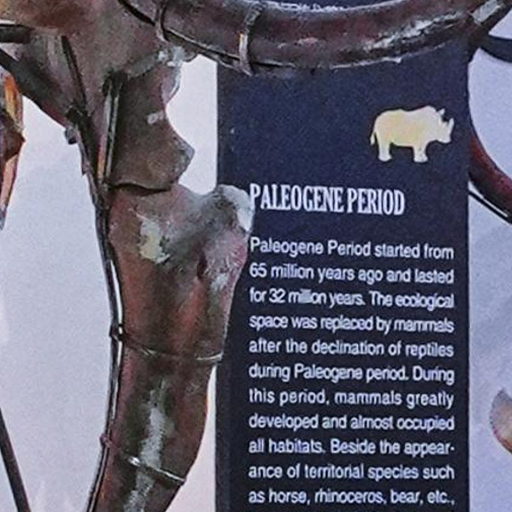 PALEOGENE PERIOD
Paleogene Period started from
65 million years ago and lasted
for 32 million years. The ecological
space was replaced by mammals
after the declination of reptiles
during Paleogene period. During
this period, mammals greatly
developed and almost occupied
all habitats. Beside the appear-
ance of territorial species such
as horse, rhinoceros, bear, etc.,